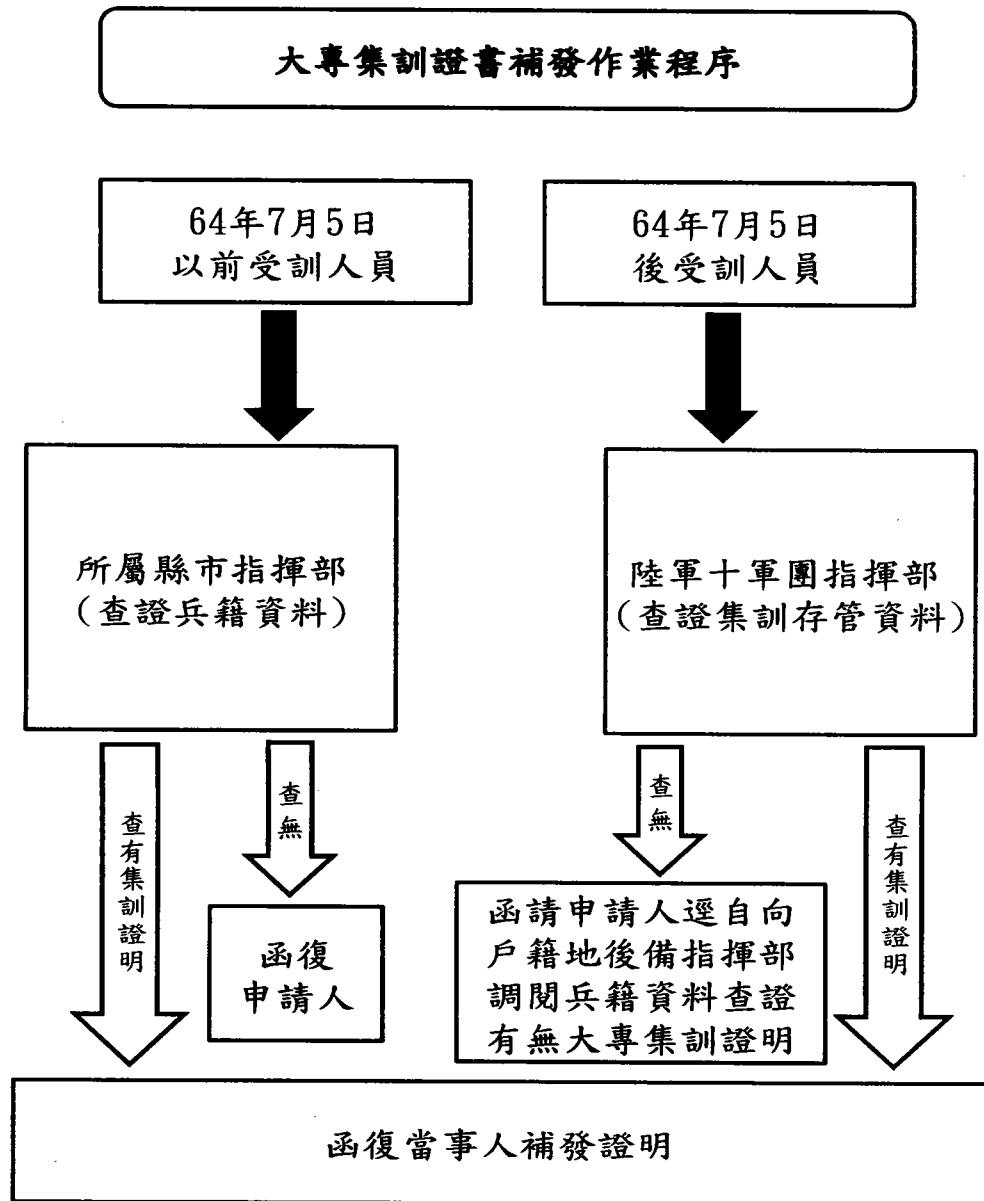 大專集訓證書補發作業程序
64年7月5日
以前受訓人員
64年7月5日
後受訓人員
所屬縣市指揮部
(查證兵籍資料)
陸軍十軍團指揮部
(查證集訓存管資料)
查有集訓證明
查無
查無
查有集訓證明
函復
申請人
函請申請人逕自向
戶籍地後備指揮部
調閱兵籍資料查證
有無大專集訓證明
函復當事人補發證明